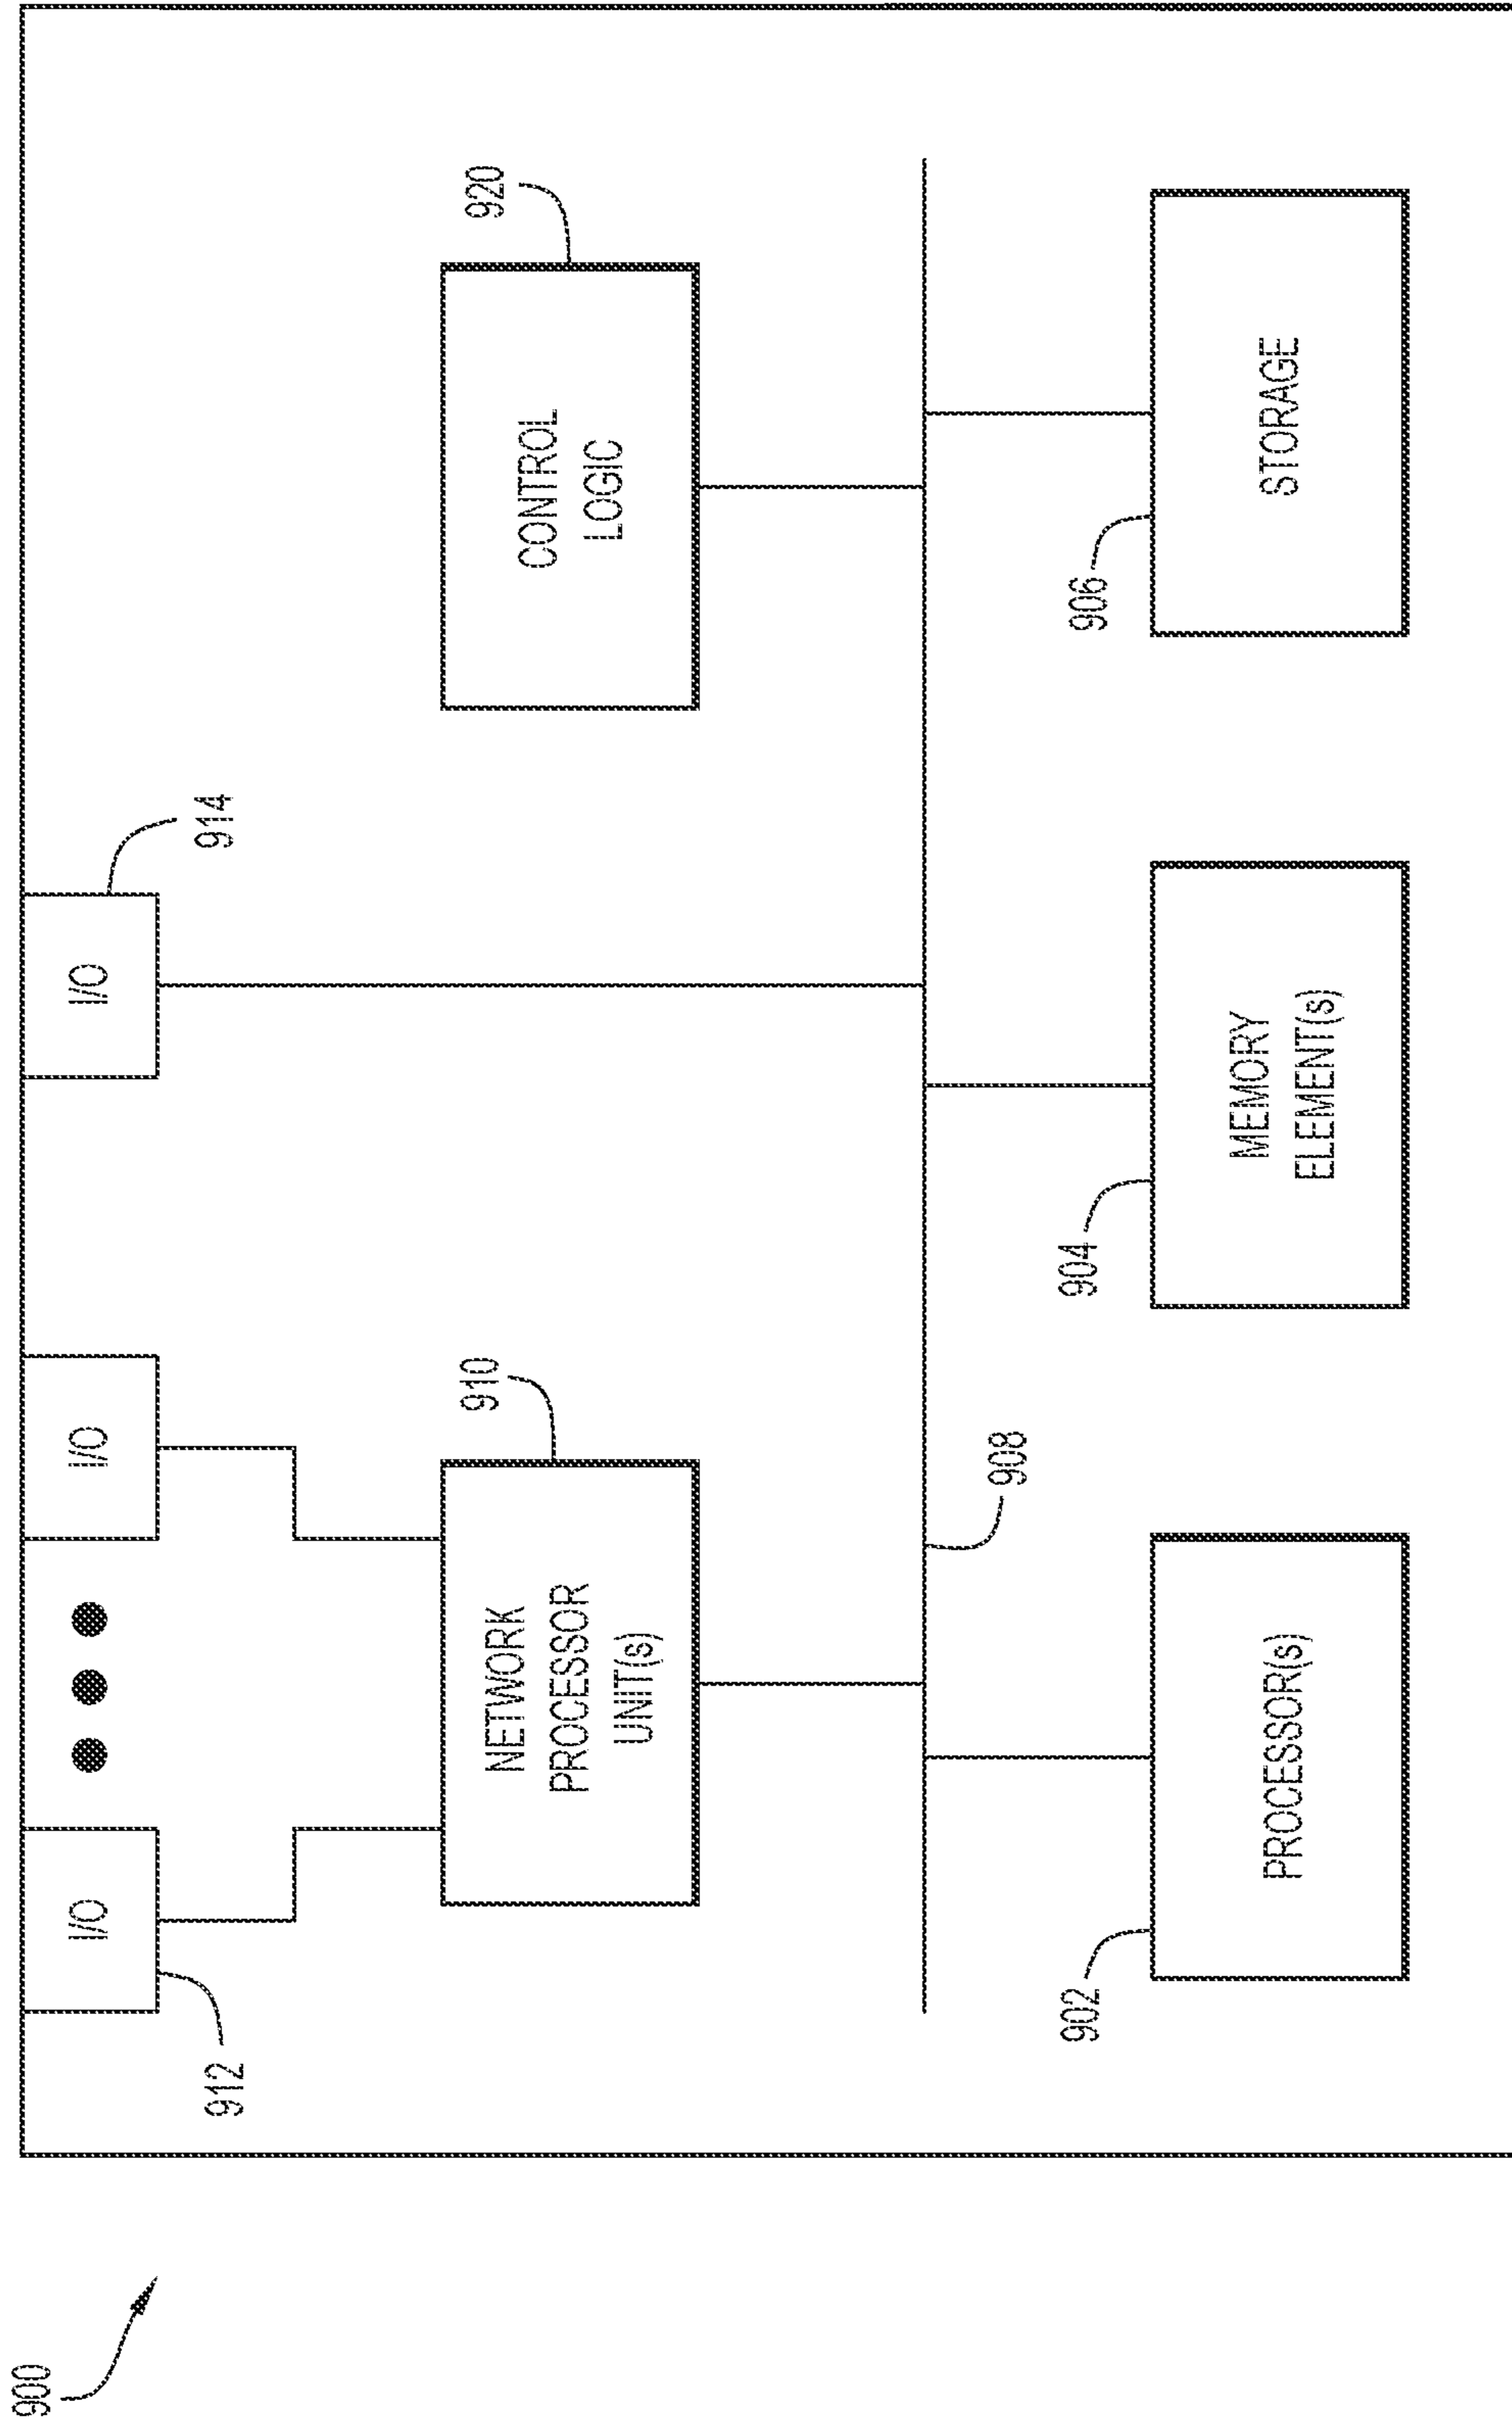 900
912
I/O
I/O
I/O
914
910
NETWORK
PROCESSOR
UNIT(s)
920
CONTROL
LOGIC
908
902
PROCESSOR(s)
904
MEMORY
ELEMENT(s)
906
STORAGE